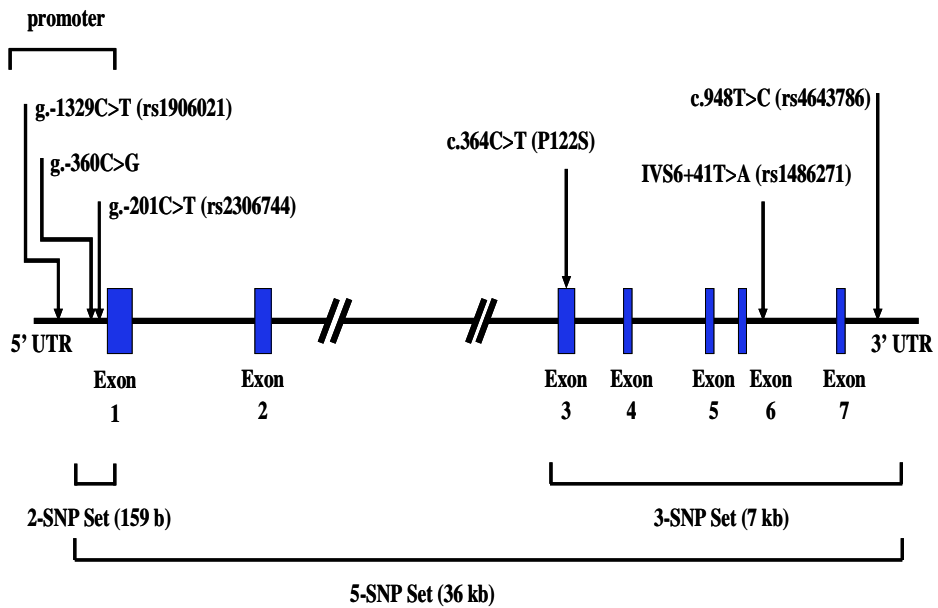 promoter
g.-1329C>T (rs1906021)
c.948T>C (rs4643786)
c.364C>T (P122S)
g.-360C>G
IVS6+41T>A (rs1486271)
g.-201C>T (rs2306744)
5’ UTR
3’ UTR
Exon 1
Exon 2
Exon 3
Exon 4
Exon 5
Exon 6
Exon 7
2-SNP Set (159 b)
3-SNP Set (7 kb)
5-SNP Set (36 kb)